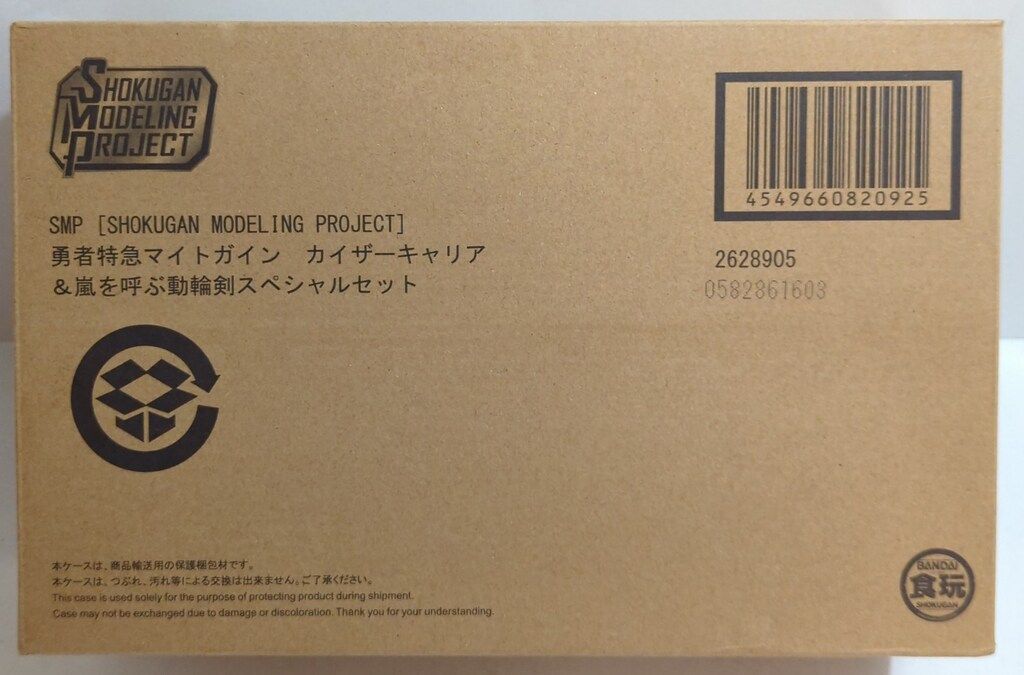 SHOKUGAN
MODELING
PROJECT
4549660820925
SMP [SHOKUGAN MODELING PROJECT]
勇者特急マイトガイン　カイザーキャリア
＆嵐を呼ぶ動輪剣スペシャルセット
2628905
0582861603
本ケースは、商品輸送用の保護梱包材です。
本ケースは、つぶれ、汚れ等による交換は出来ません。ご了承ください。
This case is used solely for the purpose of protecting product during shipment.
Case may not be exchanged due to damage or discoloration. Thank you for your understanding.
BANDAI
食玩
SHOKUGAN